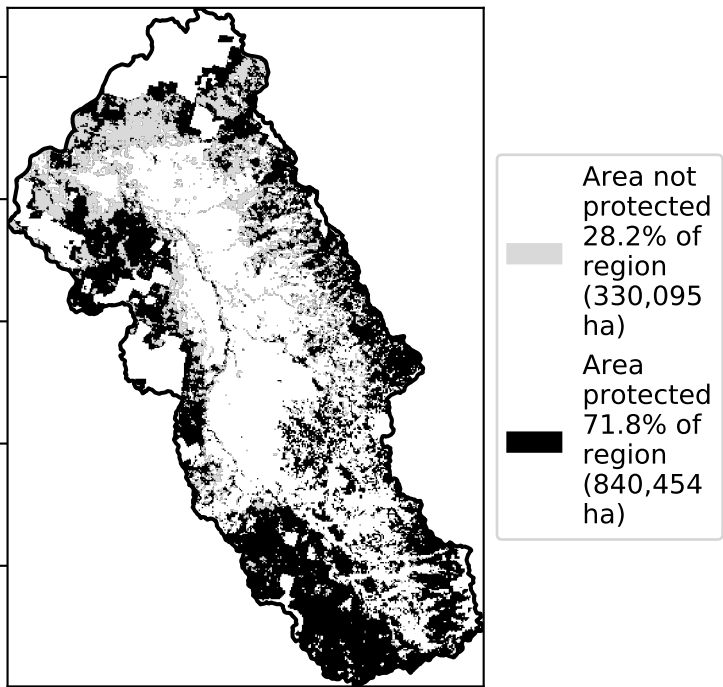 Area not
protected
28.2% of
region
(330,095
ha)
Area
protected
71.8% of
region
(840,454
ha)